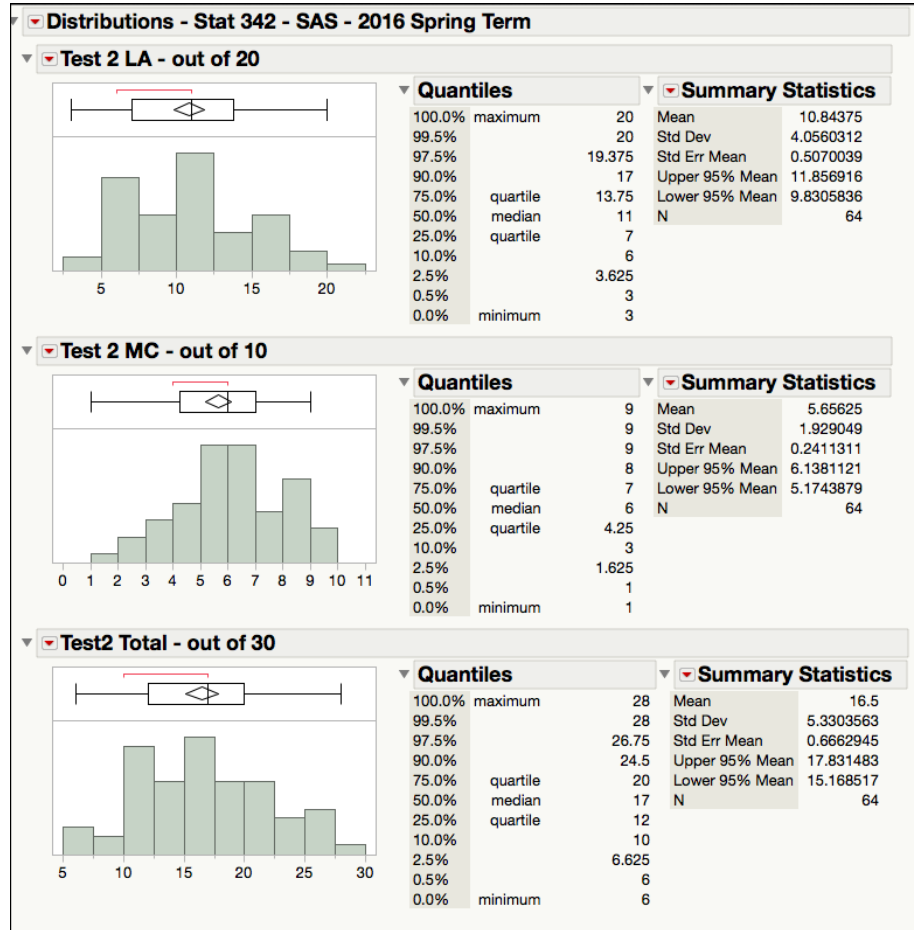 Distributions - Stat 342 - SAS - 2016 Spring Term
Test 2 LA - out of 20
5 10 15 20
Quantiles
100.0% maximum 20
99.5% 20
97.5% 19.375
90.0% 17
75.0% quartile 13.75
50.0% median 11
25.0% quartile 7
10.0% 6
2.5% 3.625
0.5% 3
0.0% minimum 3
Summary Statistics
Mean 10.84375
Std Dev 4.0560312
Std Err Mean 0.5070039
Upper 95% Mean 11.856916
Lower 95% Mean 9.8305836
N 64
Test 2 MC - out of 10
0 1 2 3 4 5 6 7 8 9 10 11
Quantiles
100.0% maximum 9
99.5% 9
97.5% 9
90.0% 8
75.0% quartile 7
50.0% median 6
25.0% quartile 4.25
10.0% 3
2.5% 1.625
0.5% 1
0.0% minimum 1
Summary Statistics
Mean 5.65625
Std Dev 1.929049
Std Err Mean 0.2411311
Upper 95% Mean 6.1381121
Lower 95% Mean 5.1743879
N 64
Test2 Total - out of 30
5 10 15 20 25 30
Quantiles
100.0% maximum 28
99.5% 28
97.5% 26.75
90.0% 24.5
75.0% quartile 20
50.0% median 17
25.0% quartile 12
10.0% 10
2.5% 6.625
0.5% 6
0.0% minimum 6
Summary Statistics
Mean 16.5
Std Dev 5.3303563
Std Err Mean 0.6662945
Upper 95% Mean 17.831483
Lower 95% Mean 15.168517
N 64